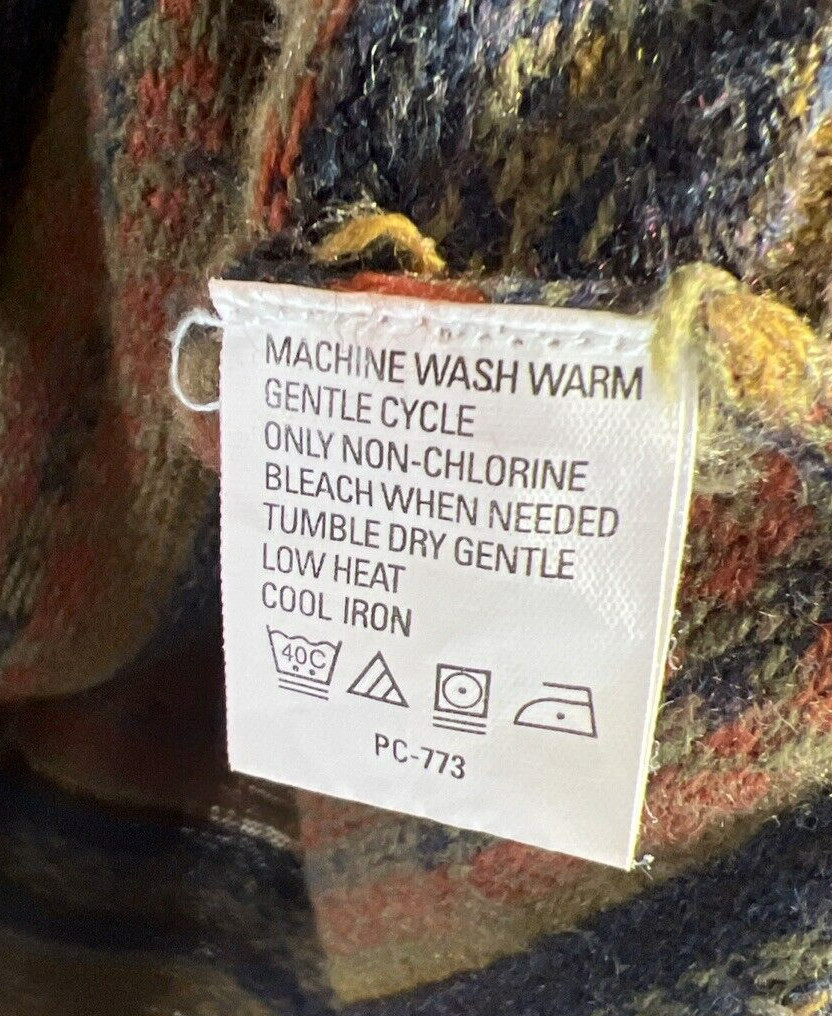 MACHINE WASH WARM
GENTLE CYCLE
ONLY NON-CHLORINE
BLEACH WHEN NEEDED
TUMBLE DRY GENTLE
LOW HEAT
COOL IRON
40C
PC-773